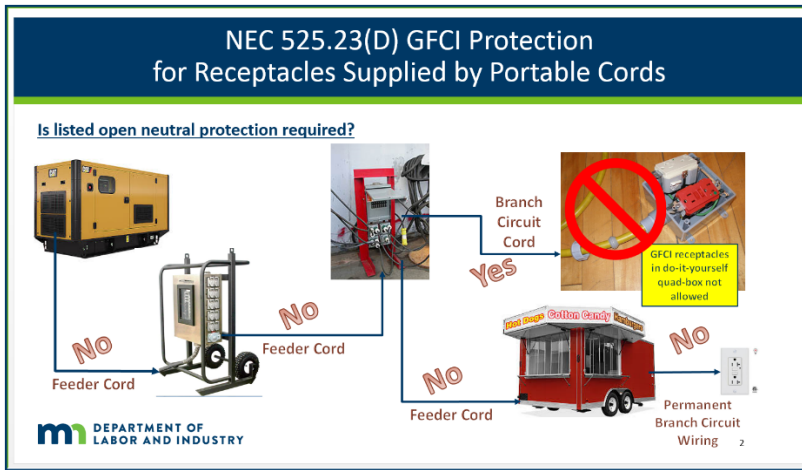 NEC 525.23(D) GFCI Protection
for Receptacles Supplied by Portable Cords
Is listed open neutral protection required?
CAT
No
Feeder Cord
No
Feeder Cord
Branch
Circuit
Cord
Yes
GFCI receptacles
in do-it-yourself
quad-box not
allowed
No
Feeder Cord
Hot Dogs Cotton Candy Hamburgers
No
Permanent
Branch Circuit
Wiring
DEPARTMENT OF
LABOR AND INDUSTRY
2